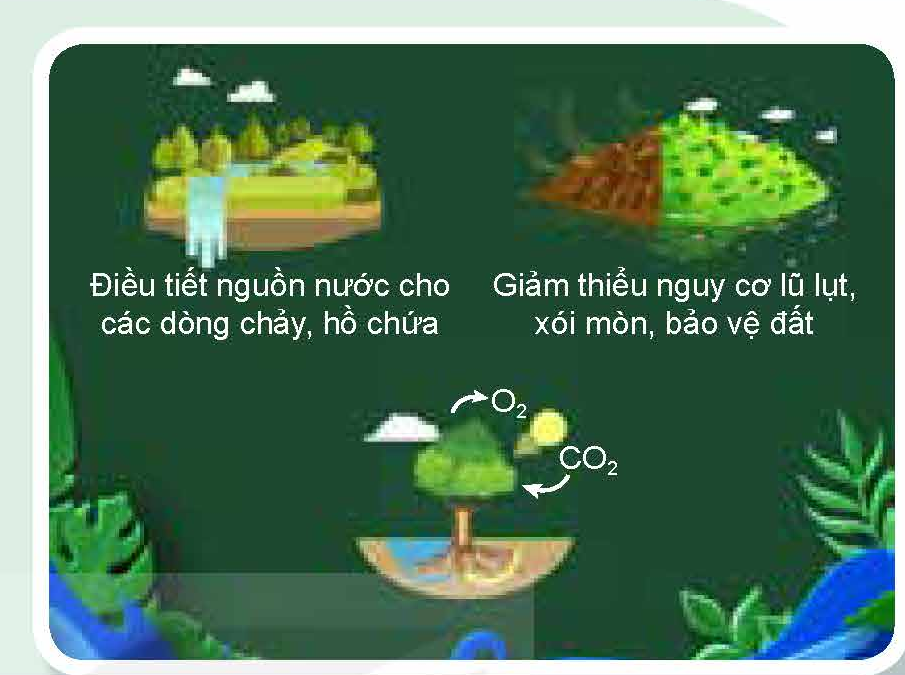 Điều tiết nguồn nước cho
các dòng chảy, hồ chứa
Giảm thiểu nguy cơ lũ lụt,
xói mòn, bảo vệ đất
O₂
CO₂